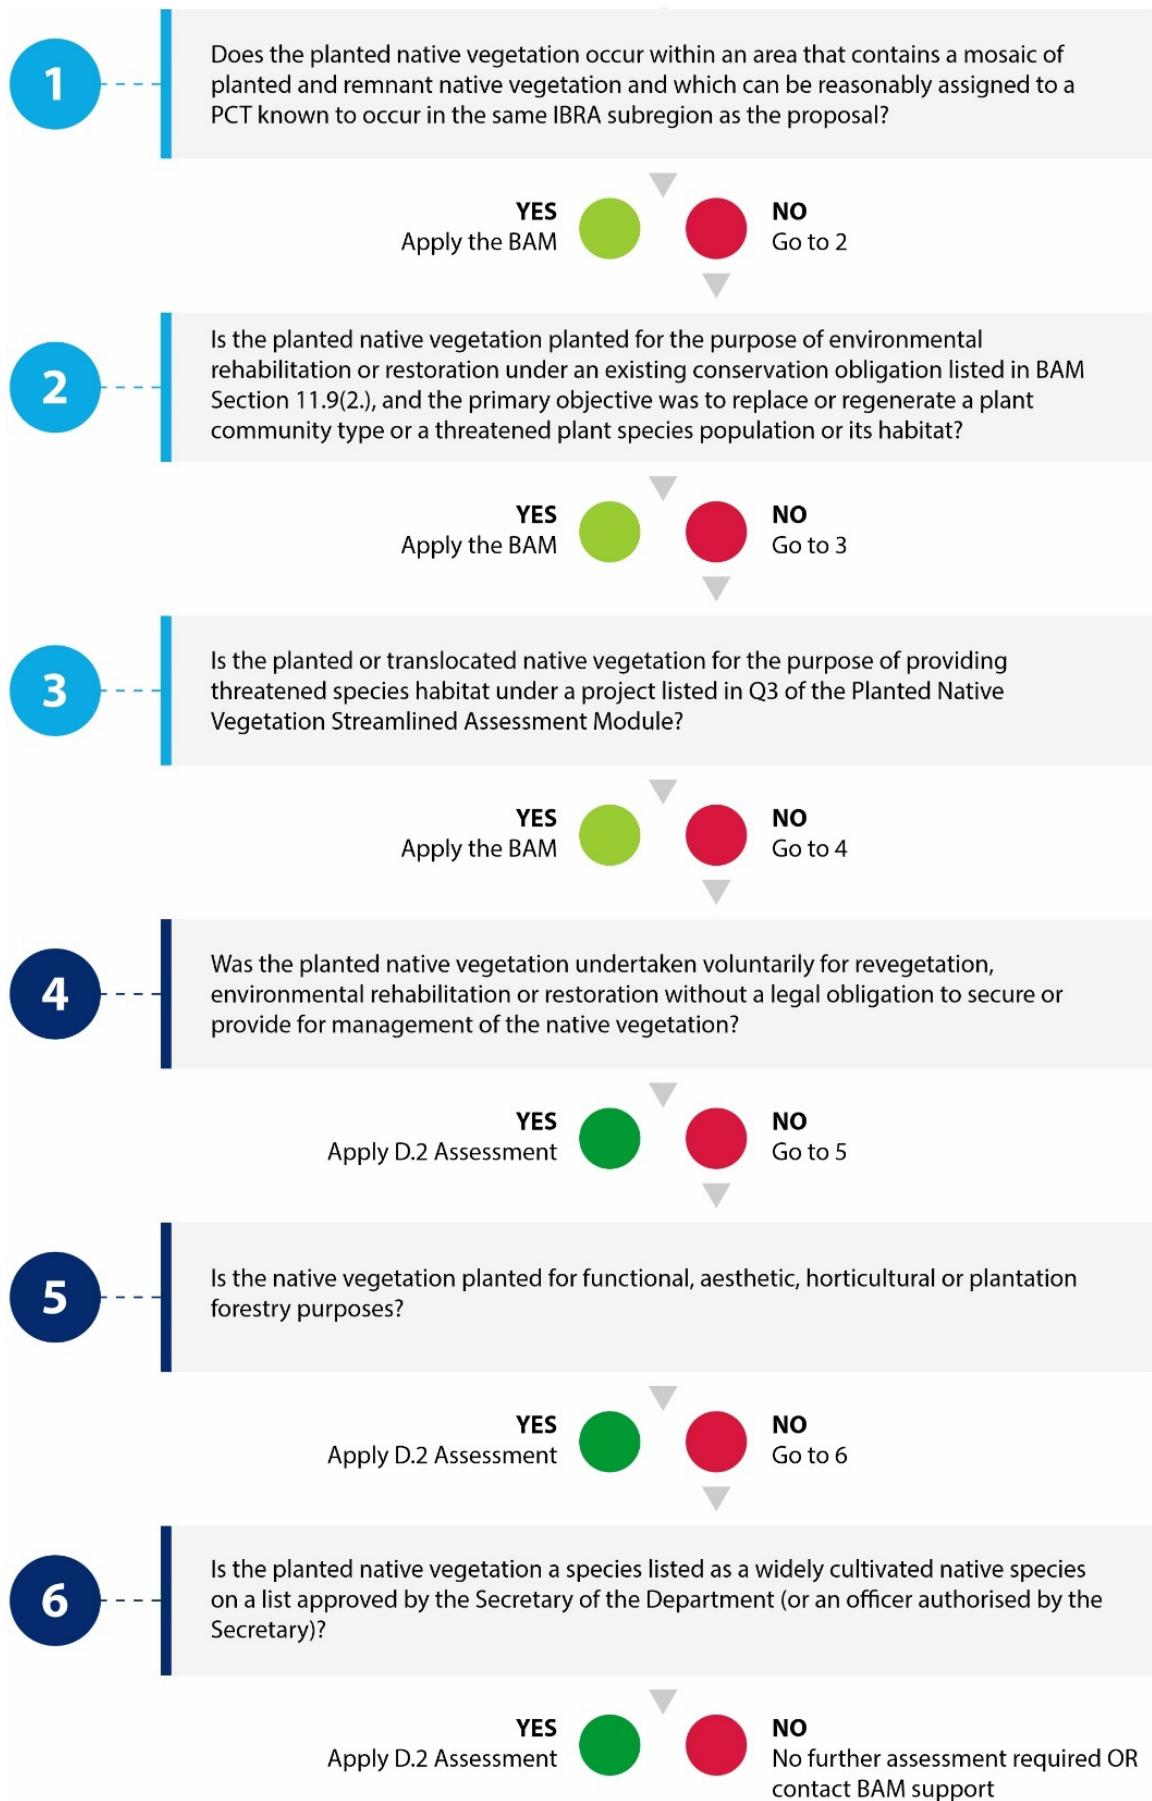 1
Does the planted native vegetation occur within an area that contains a mosaic of
planted and remnant native vegetation and which can be reasonably assigned to a
PCT known to occur in the same IBRA subregion as the proposal?
YES
Apply the BAM
NO
Go to 2
2
Is the planted native vegetation planted for the purpose of environmental
rehabilitation or restoration under an existing conservation obligation listed in BAM
Section 11.9(2.), and the primary objective was to replace or regenerate a plant
community type or a threatened plant species population or its habitat?
YES
Apply the BAM
NO
Go to 3
3
Is the planted or translocated native vegetation for the purpose of providing
threatened species habitat under a project listed in Q3 of the Planted Native
Vegetation Streamlined Assessment Module?
YES
Apply the BAM
NO
Go to 4
4
Was the planted native vegetation undertaken voluntarily for revegetation,
environmental rehabilitation or restoration without a legal obligation to secure or
provide for management of the native vegetation?
YES
Apply D.2 Assessment
NO
Go to 5
5
Is the native vegetation planted for functional, aesthetic, horticultural or plantation
forestry purposes?
YES
Apply D.2 Assessment
NO
Go to 6
6
Is the planted native vegetation a species listed as a widely cultivated native species
on a list approved by the Secretary of the Department (or an officer authorised by the
Secretary)?
YES
Apply D.2 Assessment
NO
No further assessment required OR
contact BAM support